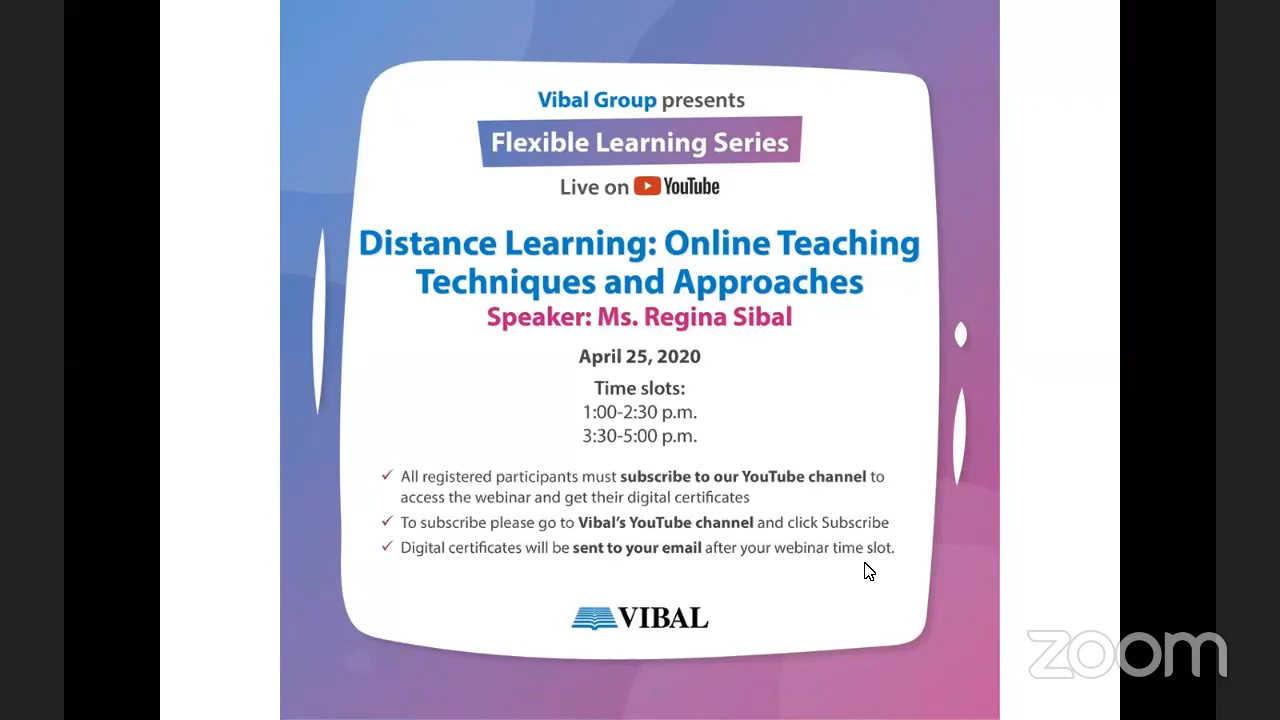 Vibal Group presents
Flexible Learning Series
Live on YouTube
Distance Learning: Online Teaching
Techniques and Approaches
Speaker: Ms. Regina Sibal
April 25, 2020
Time slots:
1:00-2:30 p.m.
3:30-5:00 p.m.
✓ All registered participants must subscribe to our YouTube channel to
access the webinar and get their digital certificates
✓ To subscribe please go to Vibal's YouTube channel and click Subscribe
✓ Digital certificates will be sent to your email after your webinar time slot.
VIBAL
zoom